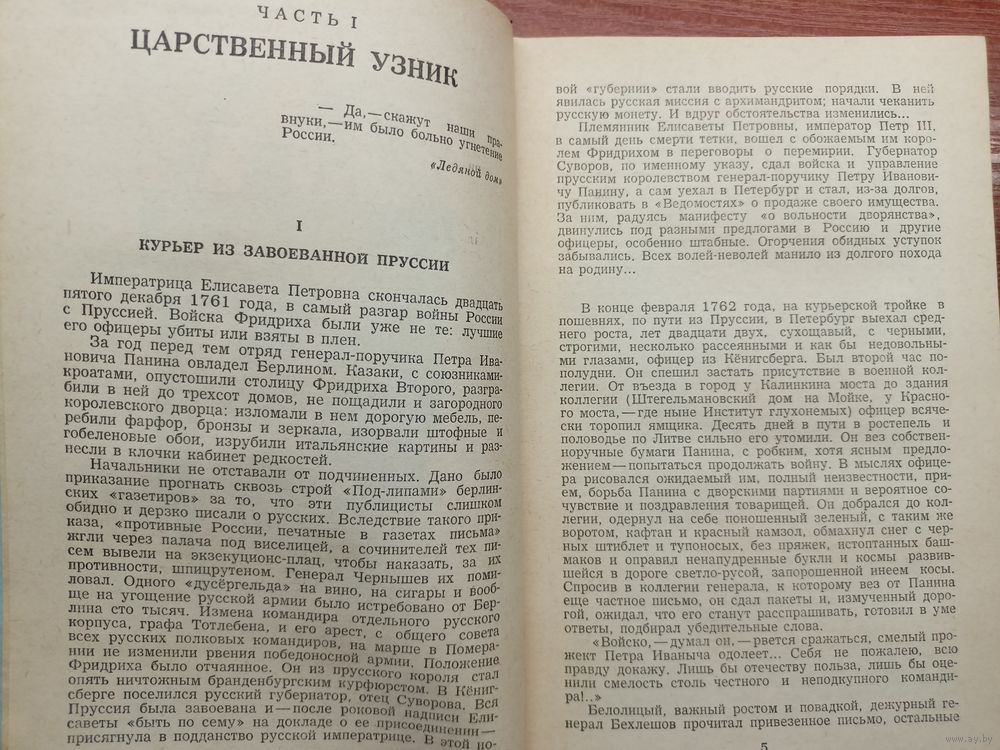 ЧАСТЬ I
ЦАРСТВЕННЫЙ УЗНИК
— Да,—скажут наши пра-
внуки,—им было больно угнетение
России.
«Ледяной дом»
I
КУРЬЕР ИЗ ЗАВОЕВАННОЙ ПРУССИИ
Императрица Елисавета Петровна скончалась двадцать
пятого декабря 1761 года, в самый разгар войны России
с Пруссией. Войска Фридриха были уже не те: лучшие
его офицеры убиты или взяты в плен.
За год перед тем отряд генерал-поручика Петра Ива-
новича Панина овладел Берлином. Казаки, с союзниками-
кроатами, опустошили столицу Фридриха Второго, разгра-
били в ней до трехсот домов, не пощадили и загородного
королевского дворца: изломали в нем дорогую мебель, пе-
ребили фарфор, бронзы и зеркала, изорвали штофные и
гобеленовые обои, изрубили итальянские картины и раз-
несли в клочки кабинет редкостей.
Начальники не отставали от подчиненных. Дано было
приказание прогнать сквозь строй «Под-липами» берлин-
ских «газетиров» за то, что эти публицисты слишком
обидно и дерзко писали о русских. Вследствие такого при-
каза, «противные России, печатные в газетах письма»
жгли через палача под виселицей, а сочинителей тех пи-
сем вывели на экзекуционс-плац, чтобы наказать, за их
противности, шпицрутеном. Генерал Чернышев их поми-
ловал. Одного «дусёргельда» на вино, на сигары и вооб-
ще на угощение русской армии было истребовано от Бер-
лина сто тысяч. Измена командира отдельного русского
корпуса, графа Тотлебена, и его арест, с общего совета
всех русских полковых командиров, на марше в Помера-
нии не изменили рвения победоносной армии. Положение
Фридриха было отчаянное. Он из прусского короля стал
опять ничтожным бранденбургским курфюрстом. В Кёниг-
сберге поселился русский губернатор, отец Суворова. Вся
Пруссия была завоевана и — после роковой надписи Ели-
саветы «быть по сему» на докладе о ее присоединении —
присягнула в подданство русской императрице. В этой но-
вой «губернии» стали вводить русские порядки. В ней
явилась русская миссия с архимандритом; начали чеканить
русскую монету. И вдруг обстоятельства изменились...
Племянник Елисаветы Петровны, император Петр III,
в самый день смерти тетки, вошел с обожаемым им коро-
лем Фридрихом в переговоры о перемирии. Губернатор
Суворов, по именному указу, сдал войска и управление
прусским королевством генерал-поручику Петру Иванови-
чу Панину, а сам уехал в Петербург и стал, из-за долгов,
публиковать в «Ведомостях» о продаже своего имущества.
За ним, радуясь манифесту «о вольности дворянства»,
двинулись под разными предлогами в Россию и другие
офицеры, особенно штабные. Огорчения обидных уступок
забывались. Всех волей-неволей манило из долгого похода
на родину...
В конце февраля 1762 года, на курьерской тройке в
пошевнях, по пути из Пруссии, в Петербург выехал сред-
него роста, лет двадцати двух, сухощавый, с черными,
строгими, несколько рассеянными и как бы недовольны-
ми глазами, офицер из Кёнигсберга. Был второй час по-
полудни. Он спешил застать присутствие в военной кол-
легии. От въезда в город у Калинкина моста до здания
коллегии (Штегельмановский дом на Мойке, у Красно-
го моста,— где ныне Институт глухонемых) офицер всяче-
ски торопил ямщика. Десять дней в пути в ростепель и
половодье по Литве сильно его утомили. Он вез собствен-
норучные бумаги Панина, с робким, хотя ясным предло-
жением — попытаться продолжать войну. В мыслях офице-
ра рисовался ожидаемый им, полный неизвестности, при-
ем, борьба Панина с дворскими партиями и вероятное со-
чувствие и поздравления товарищей. Он добрался до кол-
легии, одернул на себе поношенный зеленый, с таким же
воротом, кафтан и красный камзол, обмахнул снег с чер-
ных штиблет и тупоносых, без пряжек, истоптанных баш-
маков и оправил ненапудренные букли и космы развив-
шейся в дороге светло-русой, запорошенной инеем косы.
Спросив в коллегии генерала, к которому вез от Панина
еще частное письмо, он сдал пакеты и, измученный доро-
гой, ожидал, что его станут расспрашивать, готовил в уме
ответы, подбирал убедительные слова.
«Войско,— думал он,— рвется сражаться, смелый про-
жект Петра Иваныча одолеет... Себя не пожалею, всю
правду докажу. Лишь бы отечеству польза, лишь бы оце-
нили смелость столь честного и неподкупного команди-
ра!..»
Белолицый, важный ростом и повадкой, дежурный ге-
нерал Бехлешов прочитал привезенное письмо, остальные
5
www.ay.by